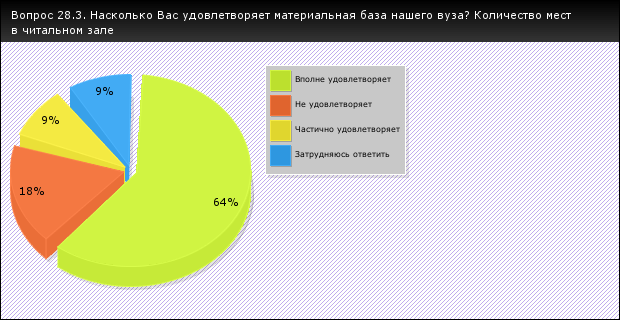 Вопрос 28.3. Насколько Вас удовлетворяет материальная база нашего вуза? Количество мест
в читальном зале
9%
9%
18%
64%
Вполне удовлетворяет
Не удовлетворяет
Частично удовлетворяет
Затрудняюсь ответить